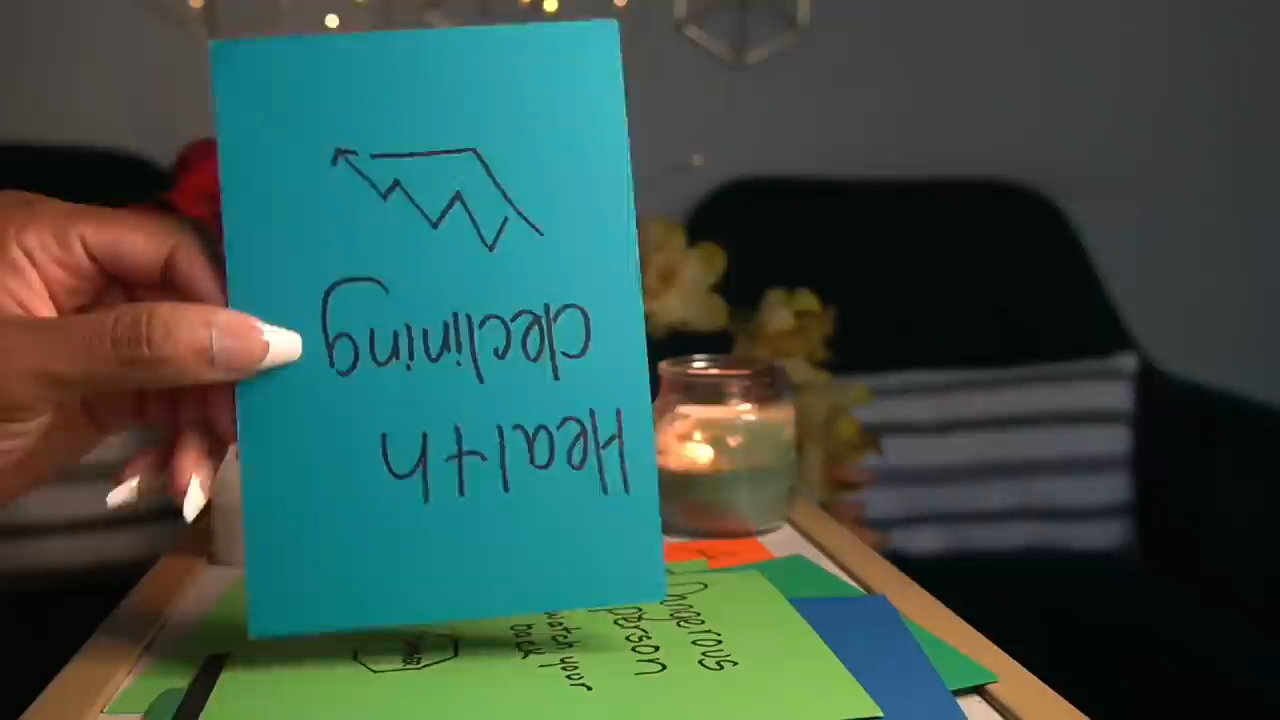 Health
declining
Dangerous
person
watch your
back